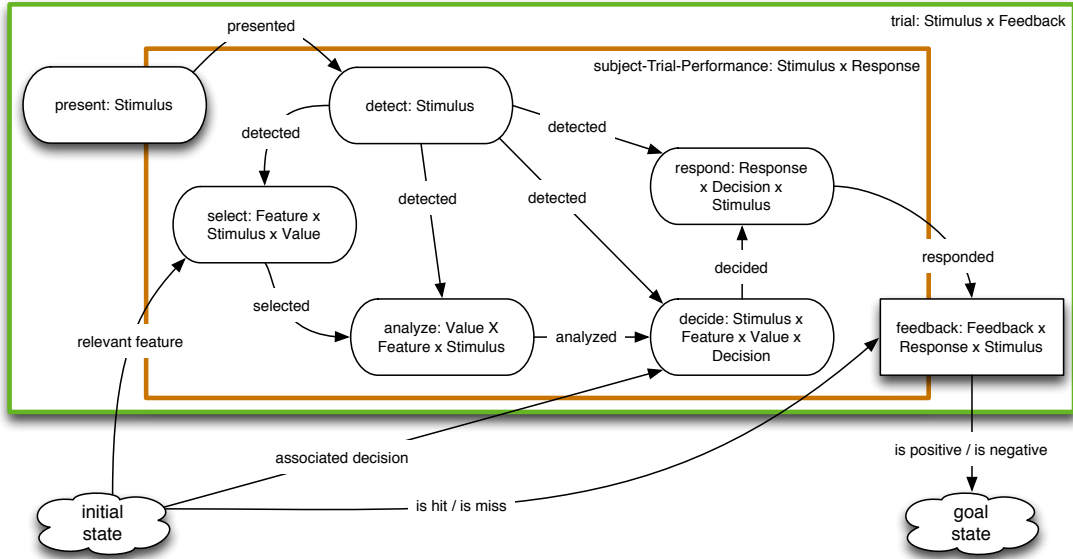 trial: Stimulus x Feedback
presented
subject-Trial-Performance: Stimulus x Response
present: Stimulus
detect: Stimulus
detected
detected
detected
detected
respond: Response
x Decision x
Stimulus
select: Feature x
Stimulus x Value
responded
decided
selected
analyze: Value X
Feature x Stimulus
analyzed
decide: Stimulus x
Feature x Value x
Decision
feedback: Feedback x
Response x Stimulus
relevant feature
associated decision
is positive / is negative
is hit / is miss
initial
state
goal
state